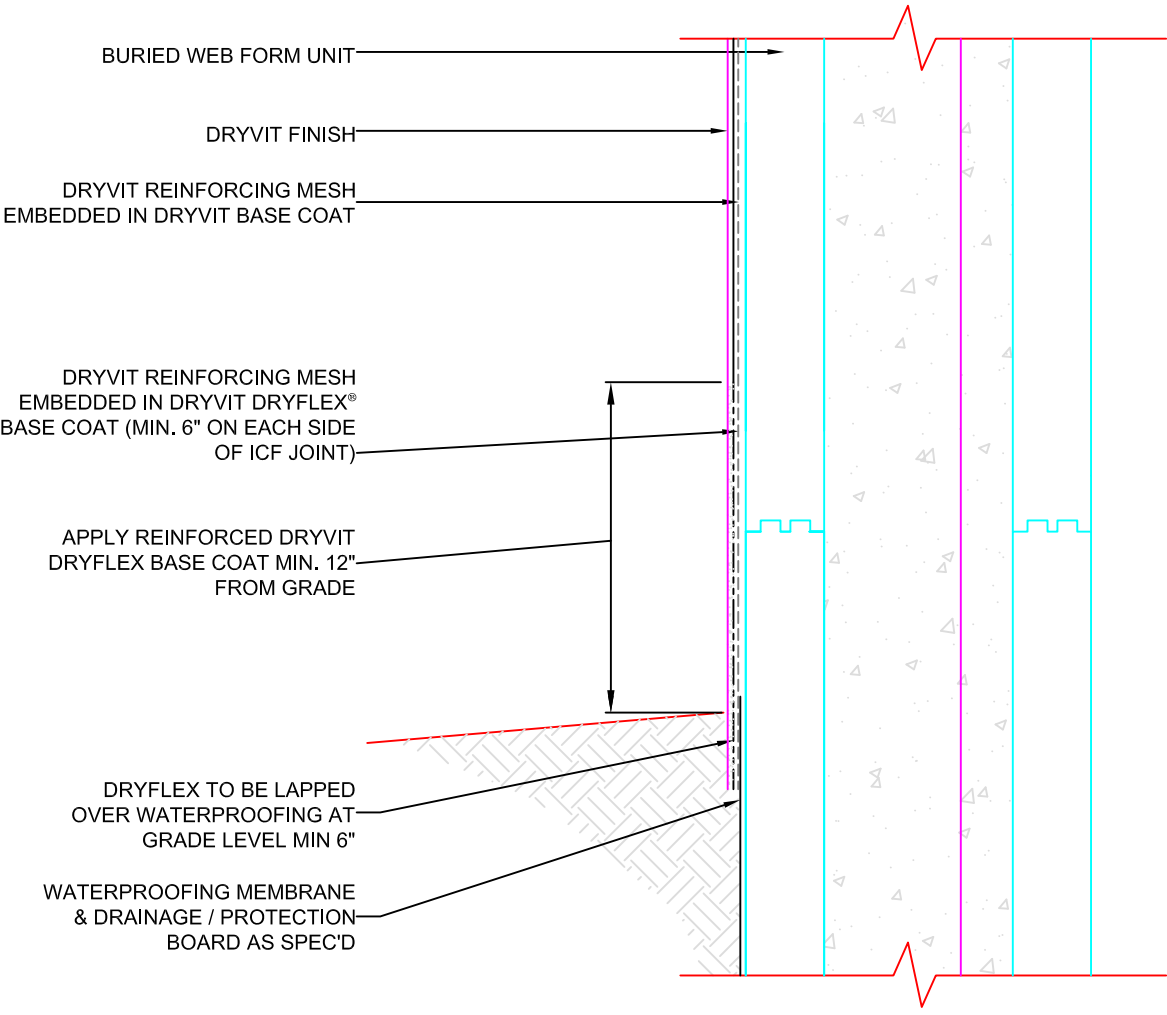 BURIED WEB FORM UNIT
DRYVIT FINISH
DRYVIT REINFORCING MESH
EMBEDDED IN DRYVIT BASE COAT
DRYVIT REINFORCING MESH
EMBEDDED IN DRYVIT DRYFLEX®
BASE COAT (MIN. 6" ON EACH SIDE
OF ICF JOINT)
APPLY REINFORCED DRYVIT
DRYFLEX BASE COAT MIN. 12"
FROM GRADE
DRYFLEX TO BE LAPPED
OVER WATERPROOFING AT
GRADE LEVEL MIN 6"
WATERPROOFING MEMBRANE
& DRAINAGE / PROTECTION
BOARD AS SPEC'D